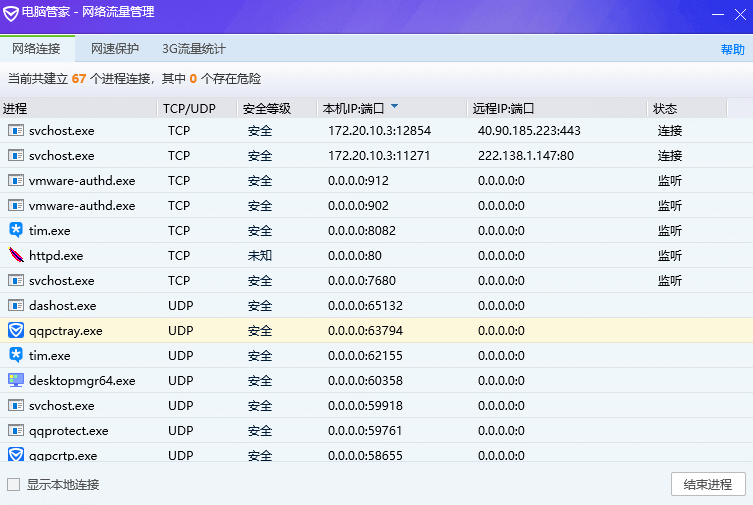 电脑管家 - 网络流量管理
网络连接 网速保护 3G流量统计 帮助
当前共建立 67 个进程连接，其中 0 个存在危险
进程 TCP/UDP 安全等级 本机IP:端口 远程IP:端口 状态
svchost.exe TCP 安全 172.20.10.3:12854 40.90.185.223:443 连接
svchost.exe TCP 安全 172.20.10.3:11271 222.138.1.147:80 连接
vmware-authd.exe TCP 安全 0.0.0.0:912 0.0.0.0:0 监听
vmware-authd.exe TCP 安全 0.0.0.0:902 0.0.0.0:0 监听
tim.exe TCP 安全 0.0.0.0:8082 0.0.0.0:0 监听
httpd.exe TCP 未知 0.0.0.0:80 0.0.0.0:0 监听
svchost.exe TCP 安全 0.0.0.0:7680 0.0.0.0:0 监听
dashost.exe UDP 安全 0.0.0.0:65132 0.0.0.0:0
qqpctray.exe UDP 安全 0.0.0.0:63794 0.0.0.0:0
tim.exe UDP 安全 0.0.0.0:62155 0.0.0.0:0
desktopmgr64.exe UDP 安全 0.0.0.0:60358 0.0.0.0:0
svchost.exe UDP 安全 0.0.0.0:59918 0.0.0.0:0
qqprotect.exe UDP 安全 0.0.0.0:59761 0.0.0.0:0
qqpcrtp.exe UDP 安全 0.0.0.0:58655 0.0.0.0:0
显示本地连接 结束进程